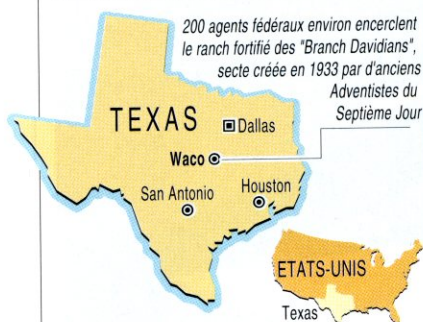 200 agents fédéraux environ encerclent
le ranch fortifié des "Branch Davidians",
secte créée en 1933 par d'anciens
Adventistes du
Septième Jour
TEXAS
Dallas
Waco
San Antonio
Houston
ETATS-UNIS
Texas